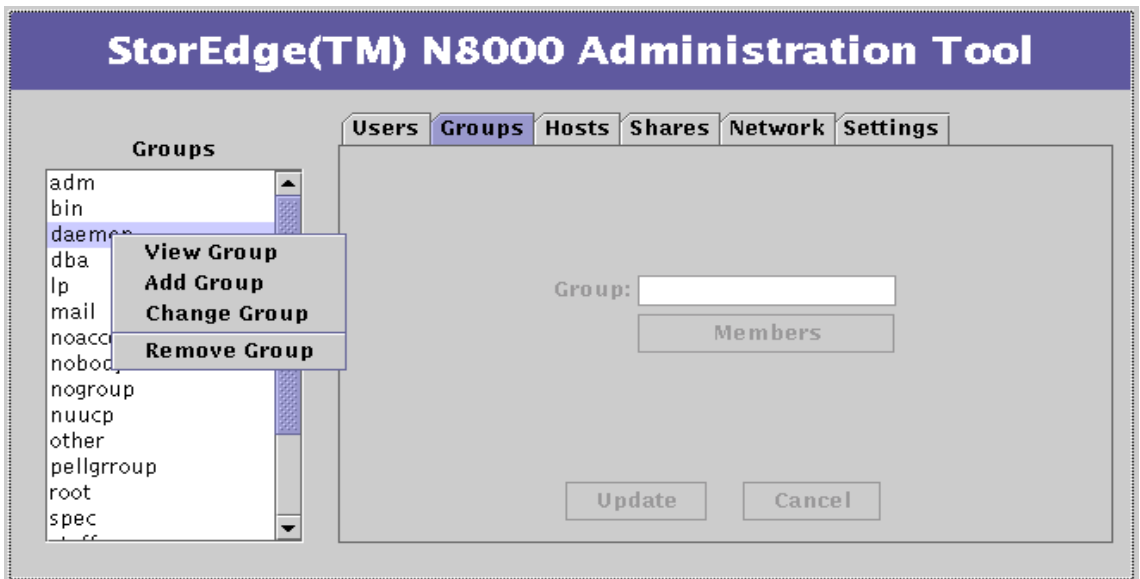 StorEdge(TM) N8000 Administration Tool
Users Groups Hosts Shares Network Settings
Groups
adm
bin
daemon
dba
lp
mail
View Group
Add Group
Change Group
Remove Group
nogroup
nuucp
other
pellgrroup
root
spec
Group:
Members
Update Cancel